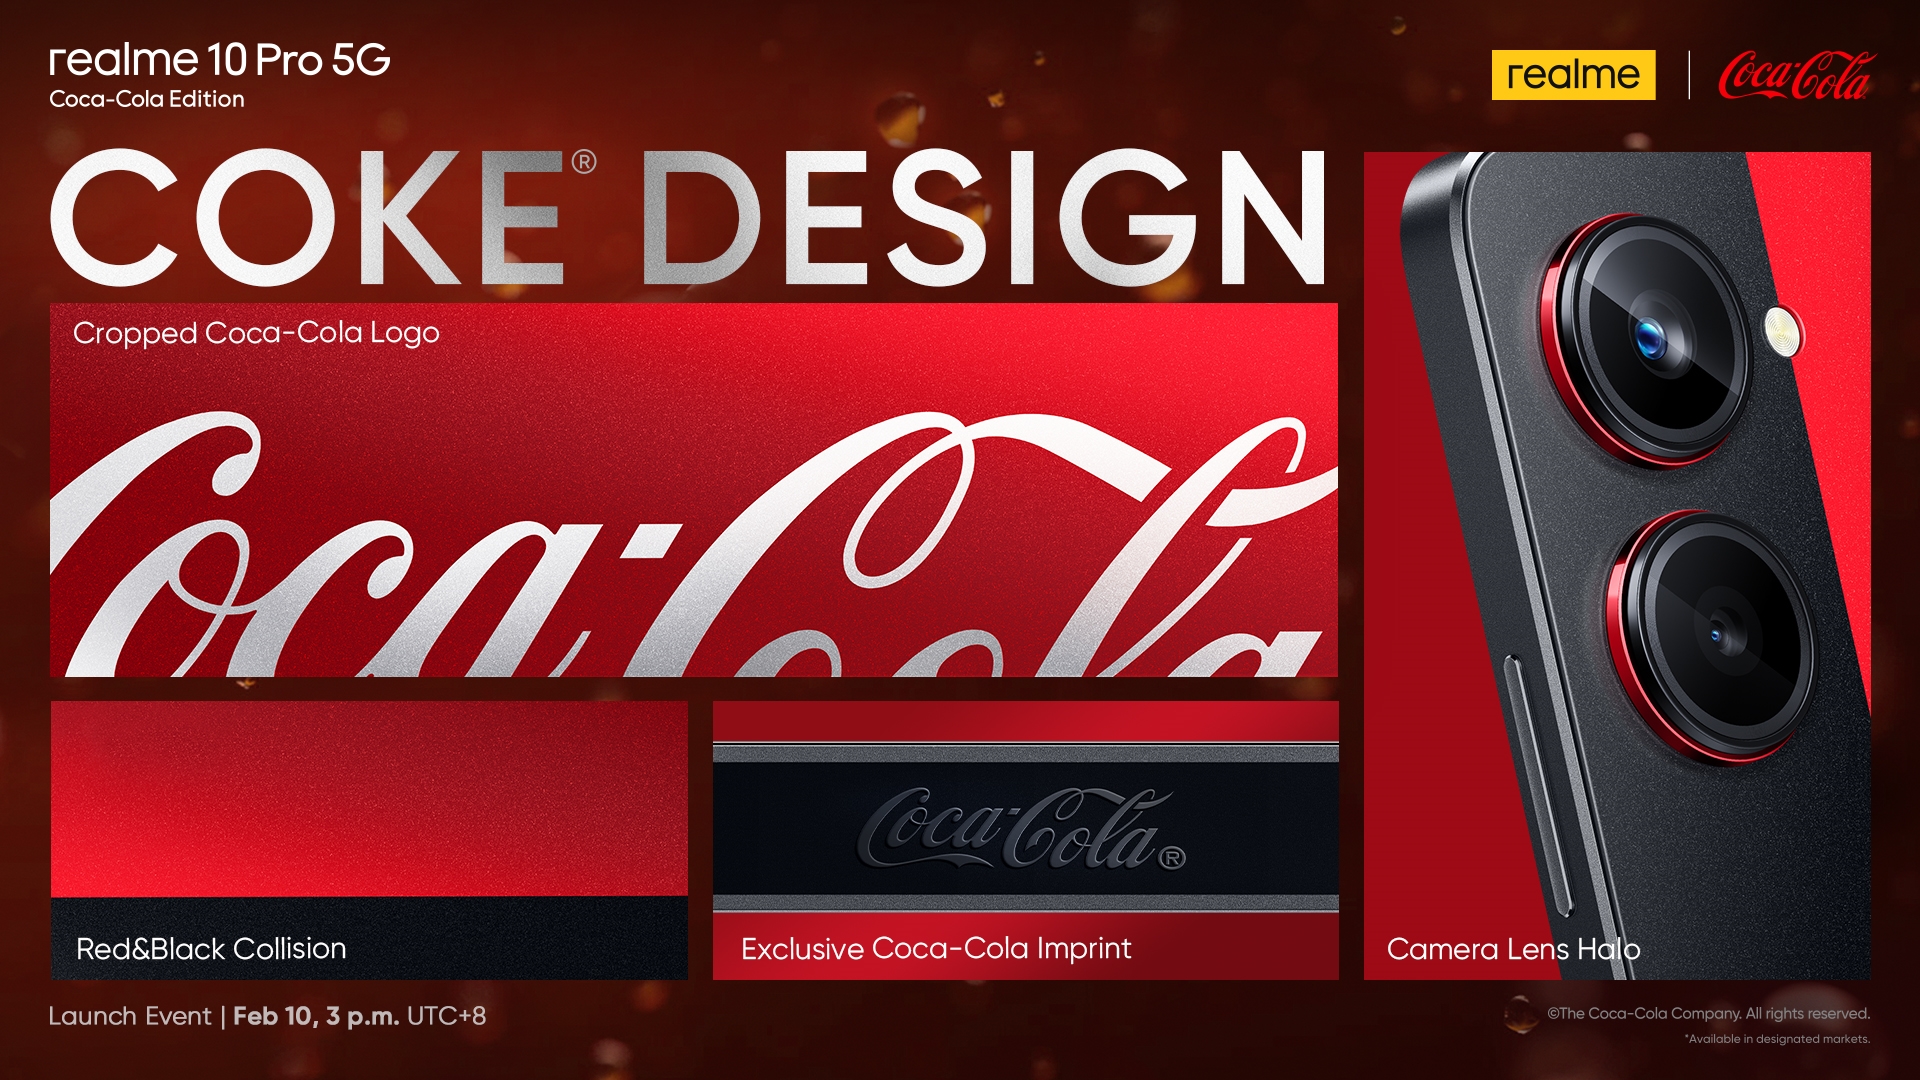 realme 10 Pro 5G
Coca-Cola Edition
realme | Coca-Cola
COKE® DESIGN
Cropped Coca-Cola Logo
Coca-Cola
Red&Black Collision
Coca-Cola®
Exclusive Coca-Cola Imprint
Camera Lens Halo
Launch Event | Feb 10, 3 p.m. UTC+8
©The Coca-Cola Company. All rights reserved.
*Available in designated markets.